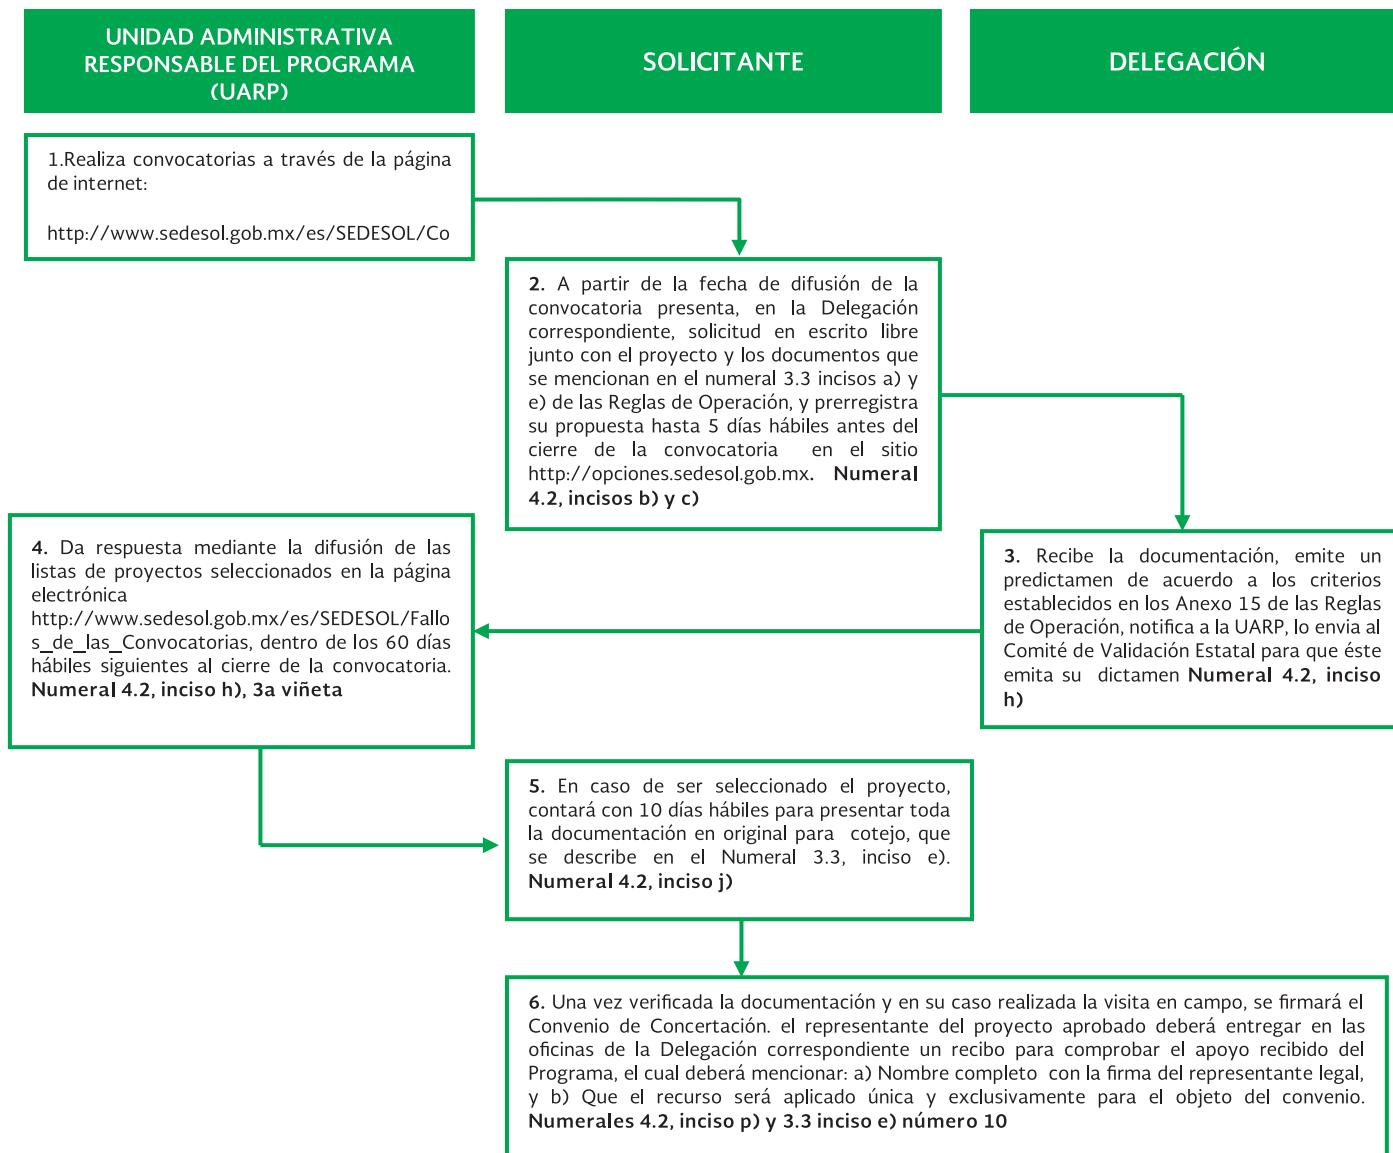 UNIDAD ADMINISTRATIVA
RESPONSABLE DEL PROGRAMA
(UARP)
SOLICITANTE
DELEGACIÓN
1.Realiza convocatorias a través de la página
de internet:
http://www.sedesol.gob.mx/es/SEDESOL/Co
2. A partir de la fecha de difusión de la
convocatoria presenta, en la Delegación
correspondiente, solicitud en escrito libre
junto con el proyecto y los documentos que
se mencionan en el numeral 3.3 incisos a) y
e) de las Reglas de Operación, y prerregistra
su propuesta hasta 5 días hábiles antes del
cierre de la convocatoria en el sitio
http://opciones.sedesol.gob.mx. Numeral
4.2, incisos b) y c)
3. Recibe la documentación, emite un
predictamen de acuerdo a los criterios
establecidos en los Anexo 15 de las Reglas
de Operación, notifica a la UARP, lo envia al
Comité de Validación Estatal para que éste
emita su dictamen Numeral 4.2, inciso
h)
4. Da respuesta mediante la difusión de las
listas de proyectos seleccionados en la página
electrónica
http://www.sedesol.gob.mx/es/SEDESOL/Fallo
s_de_las_Convocatorias, dentro de los 60 días
hábiles siguientes al cierre de la convocatoria.
Numeral 4.2, inciso h), 3a viñeta
5. En caso de ser seleccionado el proyecto,
contará con 10 días hábiles para presentar toda
la documentación en original para cotejo, que
se describe en el Numeral 3.3, inciso e).
Numeral 4.2, inciso j)
6. Una vez verificada la documentación y en su caso realizada la visita en campo, se firmará el
Convenio de Concertación. el representante del proyecto aprobado deberá entregar en las
oficinas de la Delegación correspondiente un recibo para comprobar el apoyo recibido del
Programa, el cual deberá mencionar: a) Nombre completo con la firma del representante legal,
y b) Que el recurso será aplicado única y exclusivamente para el objeto del convenio.
Numerales 4.2, inciso p) y 3.3 inciso e) número 10